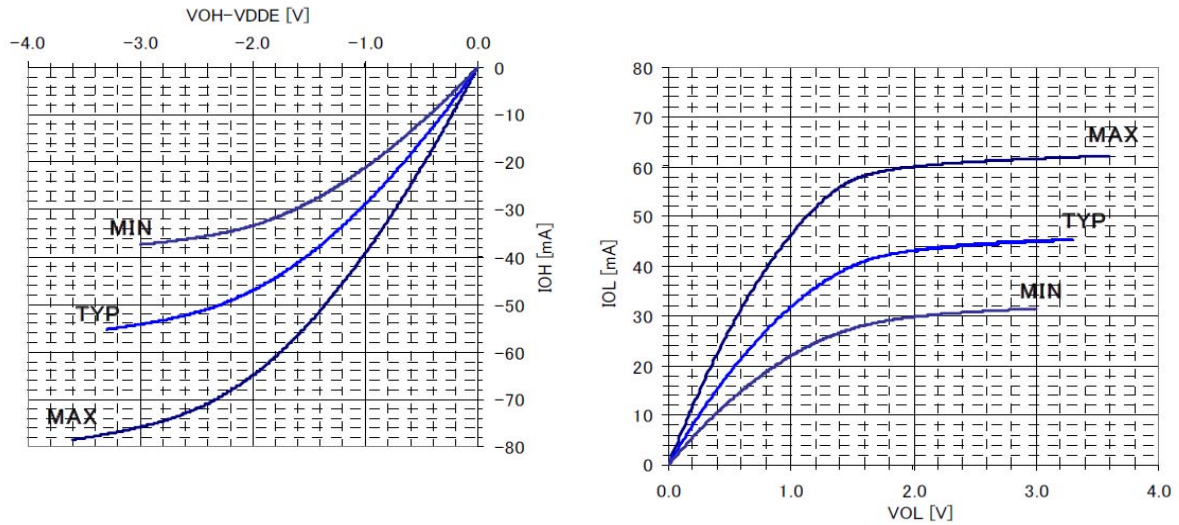 VOH-VDDE [V]
-4.0 -3.0 -2.0 -1.0 0.0
0
-10
-20
-30
-40
-50
-60
-70
-80
IOH [mA]
MIN
TYP
MAX
80
70
60
50
40
30
20
10
0
IOL [mA]
MAX
TYP
MIN
0.0 1.0 2.0 3.0 4.0
VOL [V]